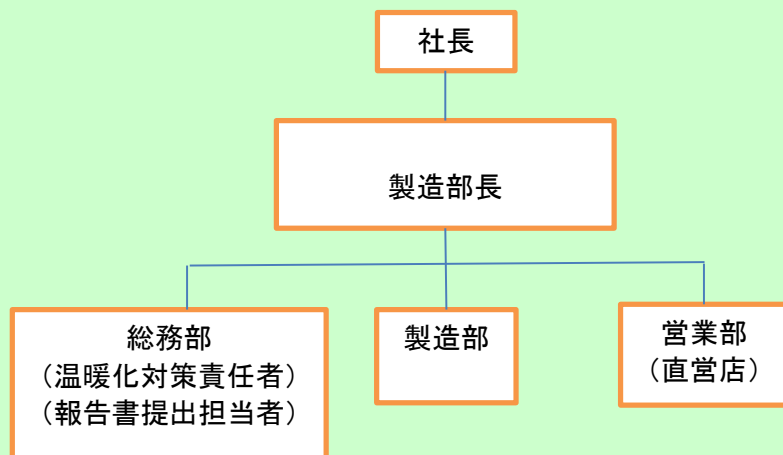 社長
製造部長
総務部
（温暖化対策責任者）
（報告書提出担当者）
製造部
営業部
（直営店）